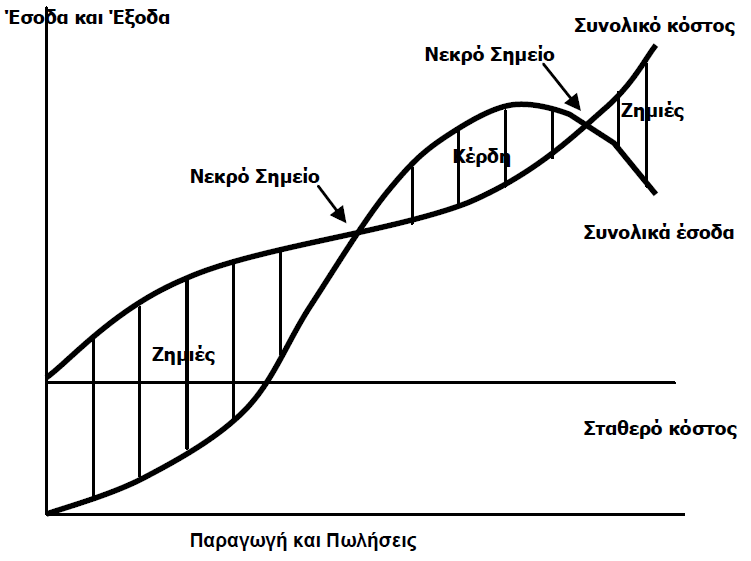 Έσοδα και Έξοδα
Συνολικό κόστος
Νεκρό Σημείο
Ζημιές
Κέρδη
Νεκρό Σημείο
Συνολικά έσοδα
Ζημιές
Σταθερό κόστος
Παραγωγή και Πωλήσεις